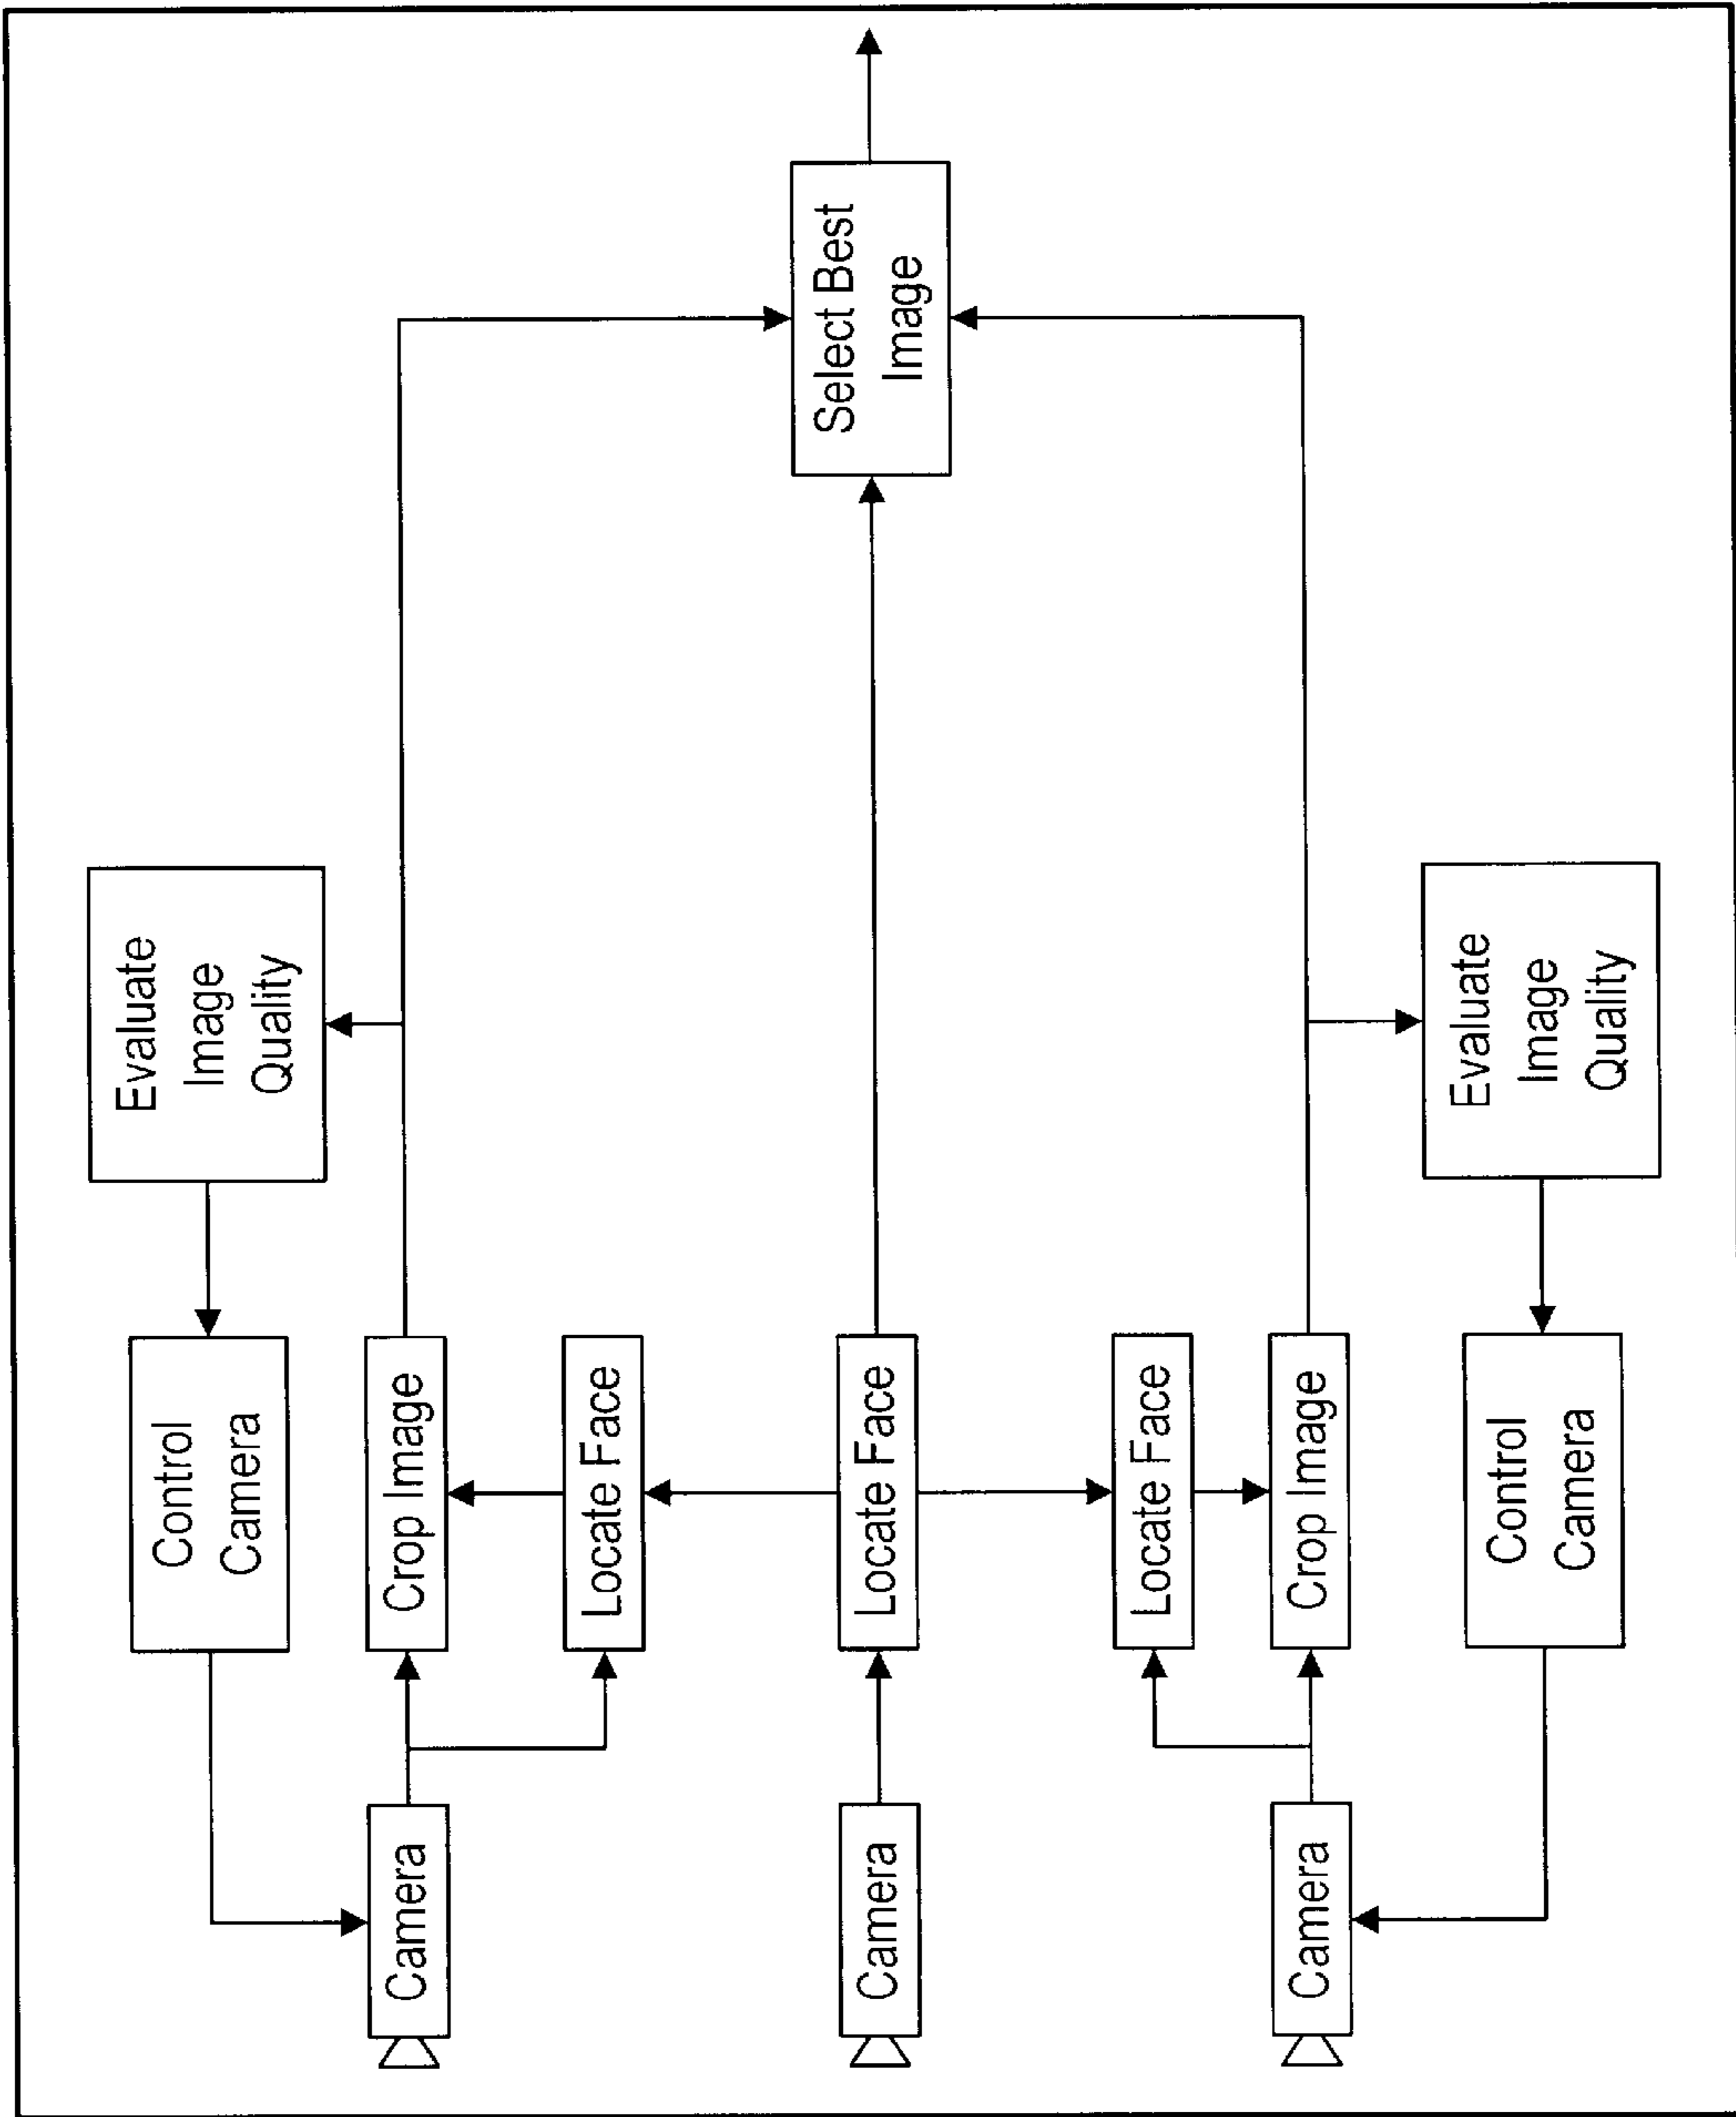 Control
Camera
Evaluate
Image
Quality
Camera
Crop Image
Locate Face
Camera
Locate Face
Select Best
Image
Locate Face
Camera
Crop Image
Control
Camera
Evaluate
Image
Quality